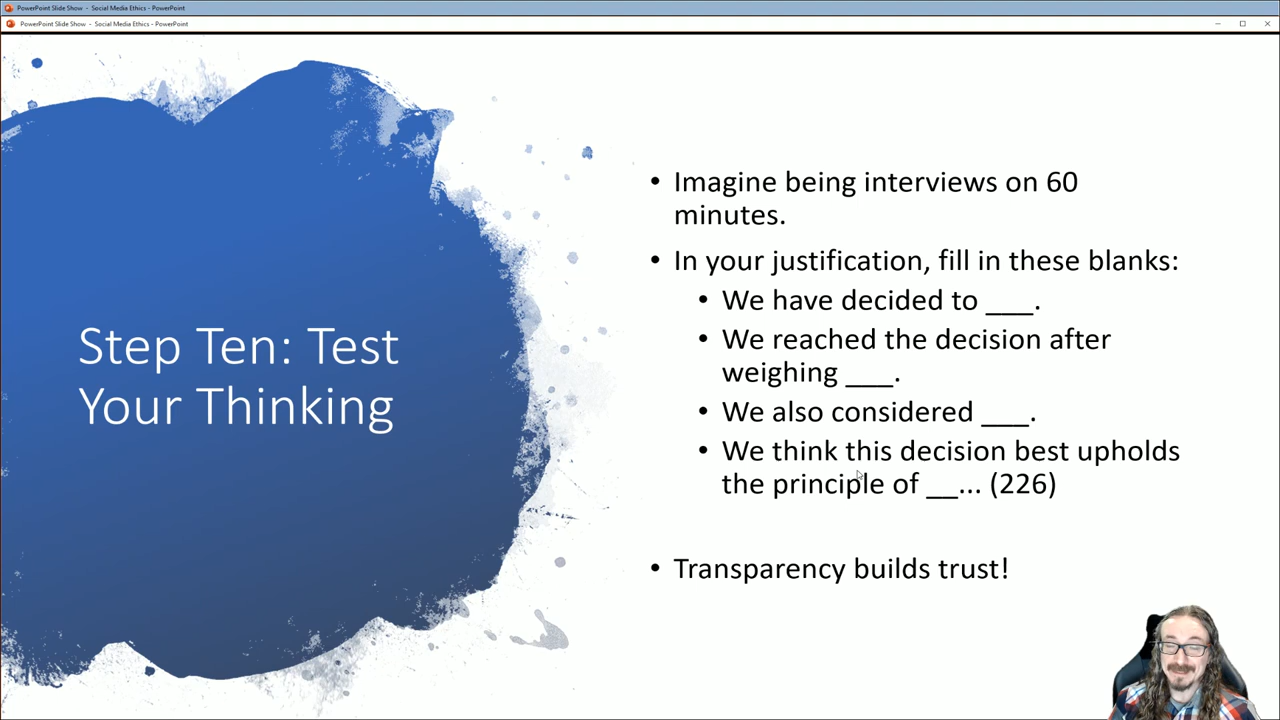 PowerPoint Slide Show - Social Media Ethics - PowerPoint
PowerPoint Slide Show - Social Media Ethics - PowerPoint
Step Ten: Test
Your Thinking
• Imagine being interviews on 60
minutes.
• In your justification, fill in these blanks:
• We have decided to ___.
• We reached the decision after
weighing ___.
• We also considered ___.
• We think this decision best upholds
the principle of __... (226)
• Transparency builds trust!